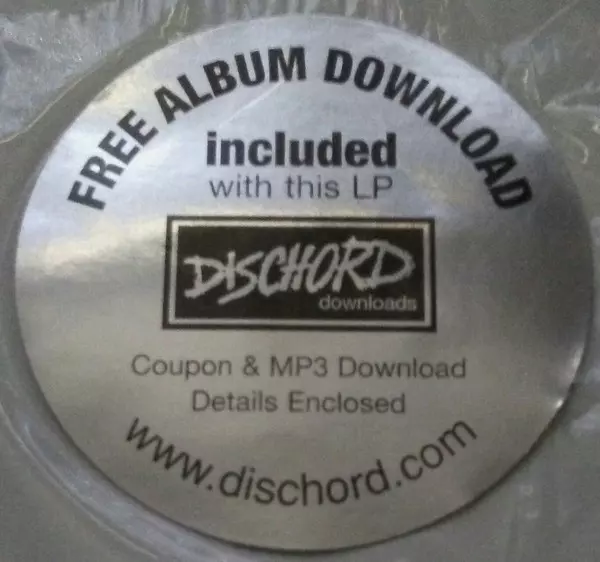 FREE ALBUM DOWNLOAD
included
with this LP
DISCHORD
downloads
Coupon & MP3 Download
Details Enclosed
www.dischord.com